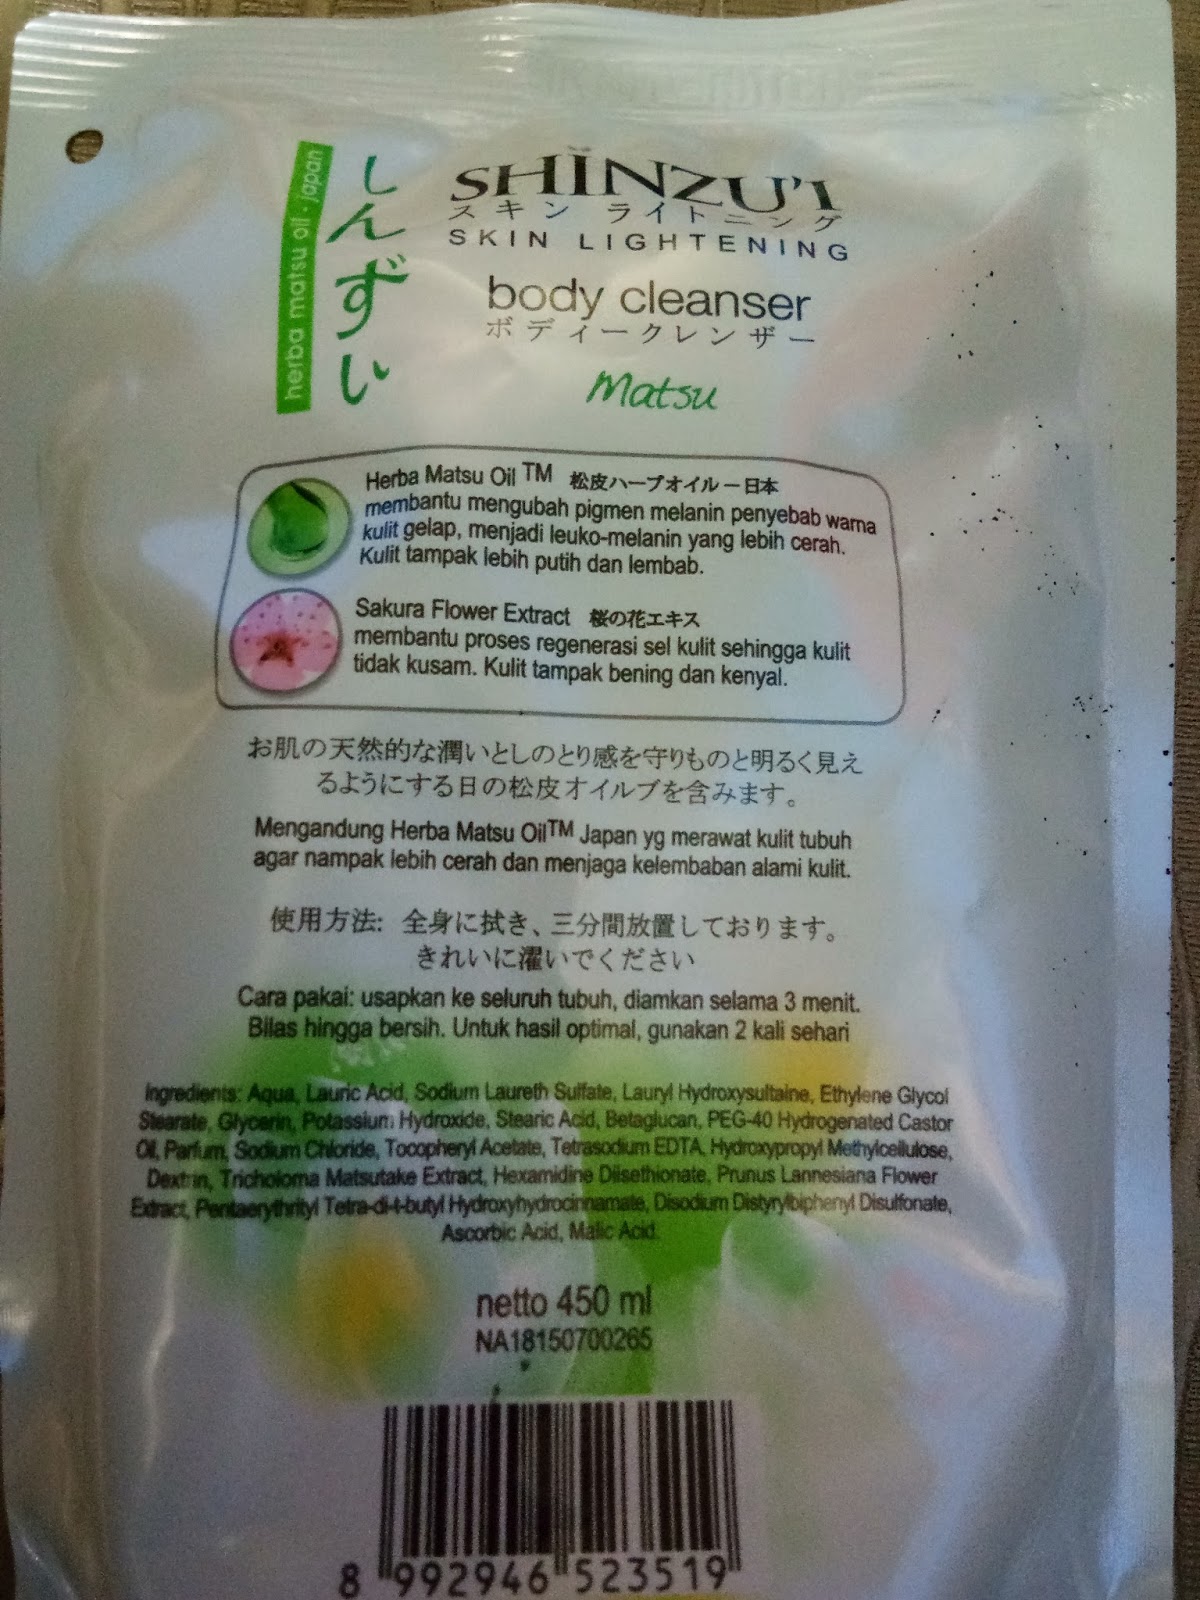 herba matsu oil · japan
しんずい
SHINZU'I
スキン ライトニング
SKIN LIGHTENING
body cleanser
ボディークレンザー
Matsu
Herba Matsu Oil TM 松皮ハーブオイルー日本
membantu mengubah pigmen melanin penyebab warna
kulit gelap, menjadi leuko-melanin yang lebih cerah.
Kulit tampak lebih putih dan lembab.
Sakura Flower Extract 桜の花エキス
membantu proses regenerasi sel kulit sehingga kulit
tidak kusam. Kulit tampak bening dan kenyal.
お肌の天然的な潤いとしのとり感を守りものと明るく見え
るようにする日の松皮オイルブを含みます。
Mengandung Herba Matsu Oil™ Japan yg merawat kulit tubuh
agar nampak lebih cerah dan menjaga kelembaban alami kulit.
使用方法: 全身に拭き、三分間放置しております。
きれいに濯いでください
Cara pakai: usapkan ke seluruh tubuh, diamkan selama 3 menit.
Bilas hingga bersih. Untuk hasil optimal, gunakan 2 kali sehari
Ingredients: Aqua, Lauric Acid, Sodium Laureth Sulfate, Lauryl Hydroxysultaine, Ethylene Glycol
Stearate, Glycerin, Potassium Hydroxide, Stearic Acid, Betaglucan, PEG-40 Hydrogenated Castor
Oil, Parfum, Sodium Chloride, Tocopheryl Acetate, Tetrasodium EDTA, Hydroxypropyl Methylcellulose,
Dextrin, Tricholoma Matsutake Extract, Hexamidine Diisethionate, Prunus Lannesiana Flower
Extract, Pentaerythrityl Tetra-di-t-butyl Hydroxyhydrocinnamate, Disodium Distyrylbiphenyl Disulfonate,
Ascorbic Acid, Malic Acid.
netto 450 ml
NA18150700265
8 992946 523519